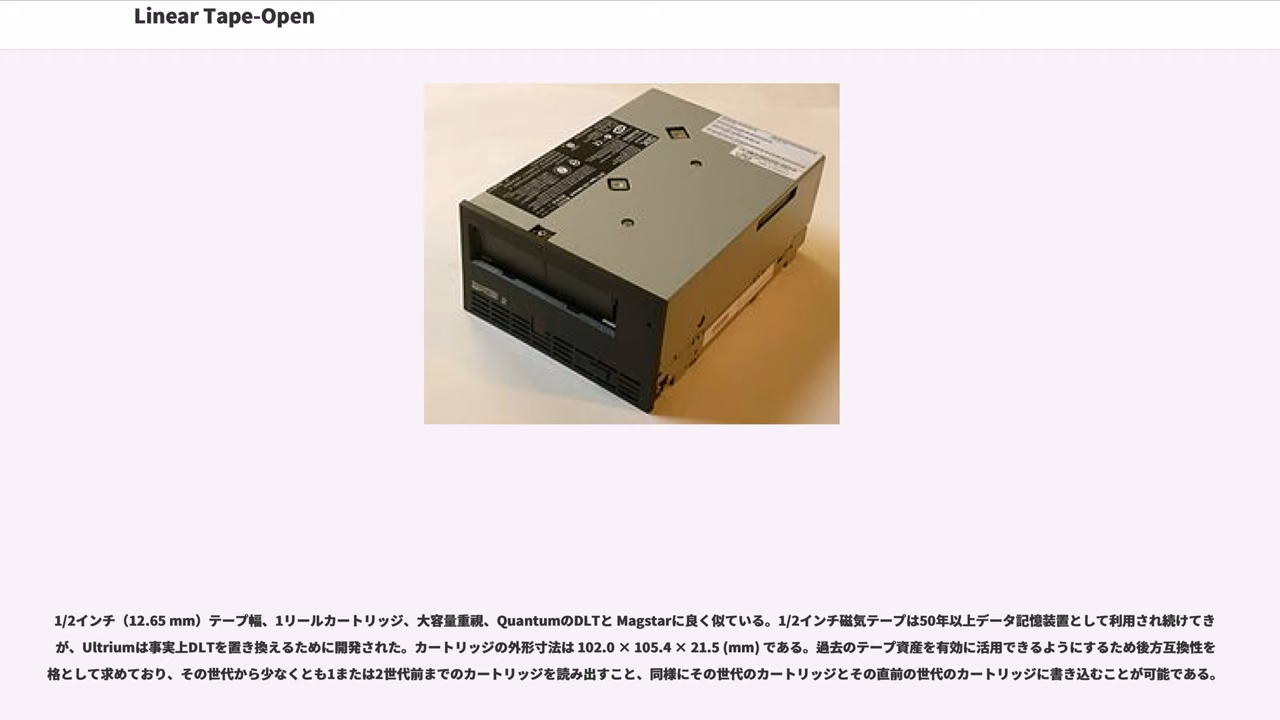 Linear Tape-Open
1/2インチ（12.65 mm）テープ幅、1リールカートリッジ、大容量重視、QuantumのDLTと Magstarに良く似ている。1/2インチ磁気テープは50年以上データ記憶装置として利用され続けてき
が、Ultriumは事実上DLTを置き換えるために開発された。カートリッジの外形寸法は 102.0 × 105.4 × 21.5 (mm) である。過去のテープ資産を有効に活用できるようにするため後方互換性を
格として求めており、その世代から少なくとも1または2世代前までのカートリッジを読み出すこと、同様にその世代のカートリッジとその直前の世代のカートリッジに書き込むことが可能である。